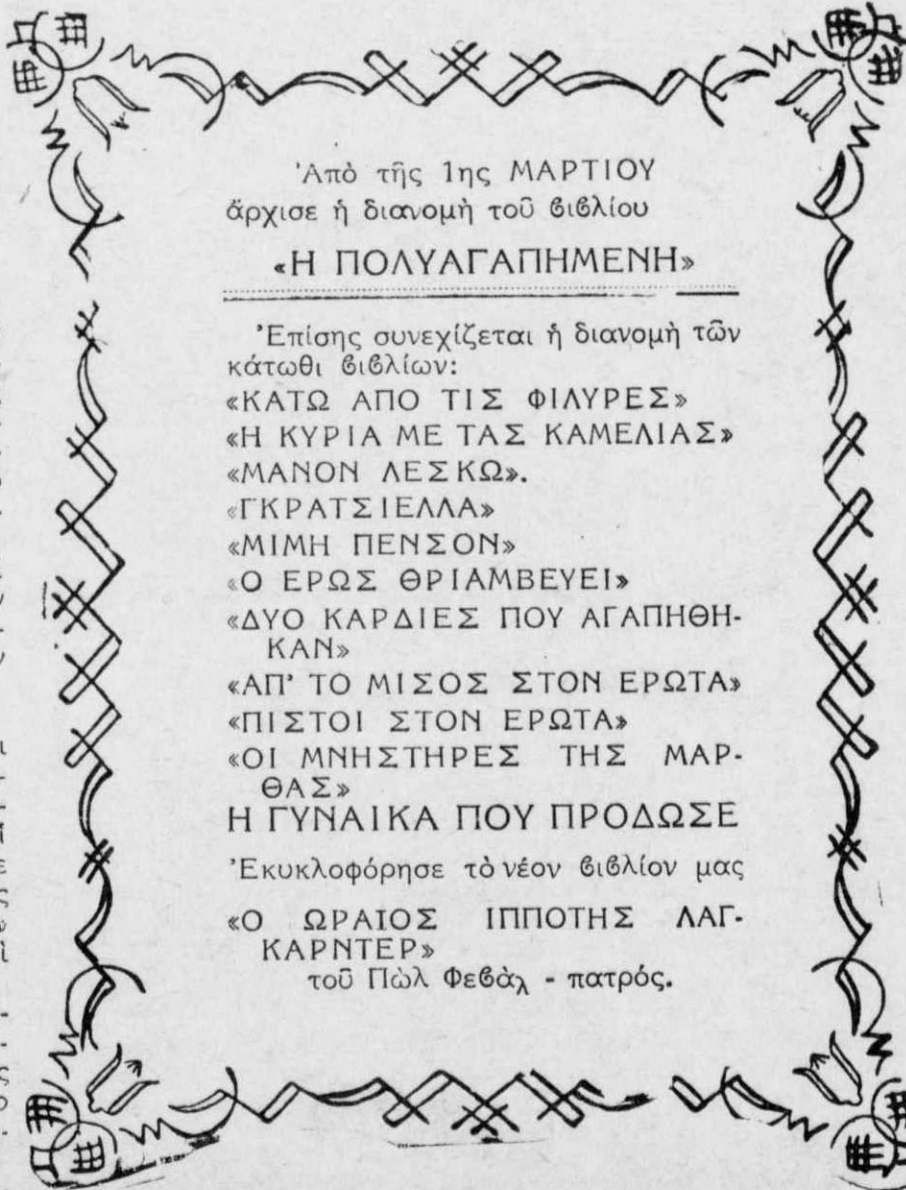 Ἀπὸ τῆς 1ης ΜΑΡΤΙΟΥ
ἄρχισε ἡ διανομὴ τοῦ ϐιϐλίου
«Η ΠΟΛΥΑΓΑΠΗΜΕΝΗ»
Ἐπίσης συνεχίζεται ἡ διανομὴ τῶν
κάτωθι ϐιϐλίων:
«ΚΑΤΩ ΑΠΟ ΤΙΣ ΦΙΛΥΡΕΣ»
«Η ΚΥΡΙΑ ΜΕ ΤΑΣ ΚΑΜΕΛΙΑΣ»
«ΜΑΝΟΝ ΛΕΣΚΩ».
«ΓΚΡΑΤΣΙΕΛΛΑ»
«ΜΙΜΗ ΠΕΝΣΟΝ»
«Ο ΕΡΩΣ ΘΡΙΑΜΒΕΥΕΙ»
«ΔΥΟ ΚΑΡΔΙΕΣ ΠΟΥ ΑΓΑΠΗΘΗ-
ΚΑΝ»
«ΑΠ' ΤΟ ΜΙΣΟΣ ΣΤΟΝ ΕΡΩΤΑ»
«ΠΙΣΤΟΙ ΣΤΟΝ ΕΡΩΤΑ»
«ΟΙ ΜΝΗΣΤΗΡΕΣ ΤΗΣ ΜΑΡ-
ΘΑΣ»
Η ΓΥΝΑΙΚΑ ΠΟΥ ΠΡΟΔΩΣΕ
Ἐκυκλοφόρησε τὸ νέον ϐιϐλίον μας
«Ο ΩΡΑΙΟΣ ΙΠΠΟΤΗΣ ΛΑΓ-
ΚΑΡΝΤΕΡ»
τοῦ Πὼλ Φεϐὰλ - πατρός.